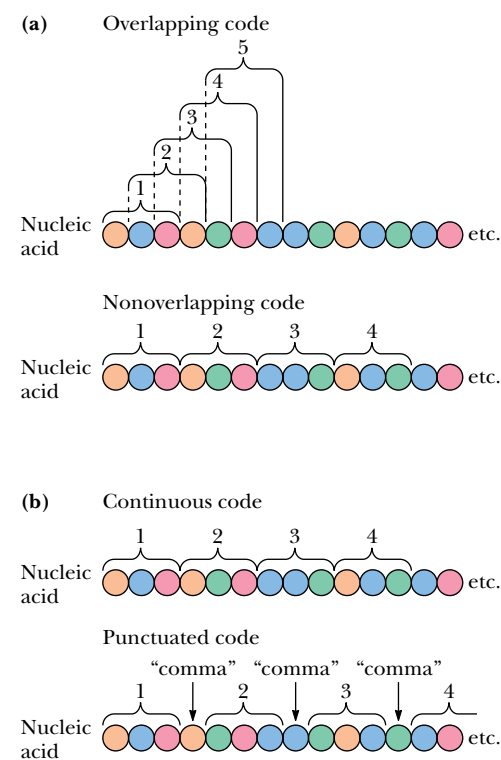 (a) Overlapping code
5
4
3
2
1
Nucleic
acid
etc.
Nonoverlapping code
1 2 3 4
Nucleic
acid
etc.
(b) Continuous code
1 2 3 4
Nucleic
acid
etc.
Punctuated code
“comma” “comma” “comma”
1 2 3 4
Nucleic
acid
etc.